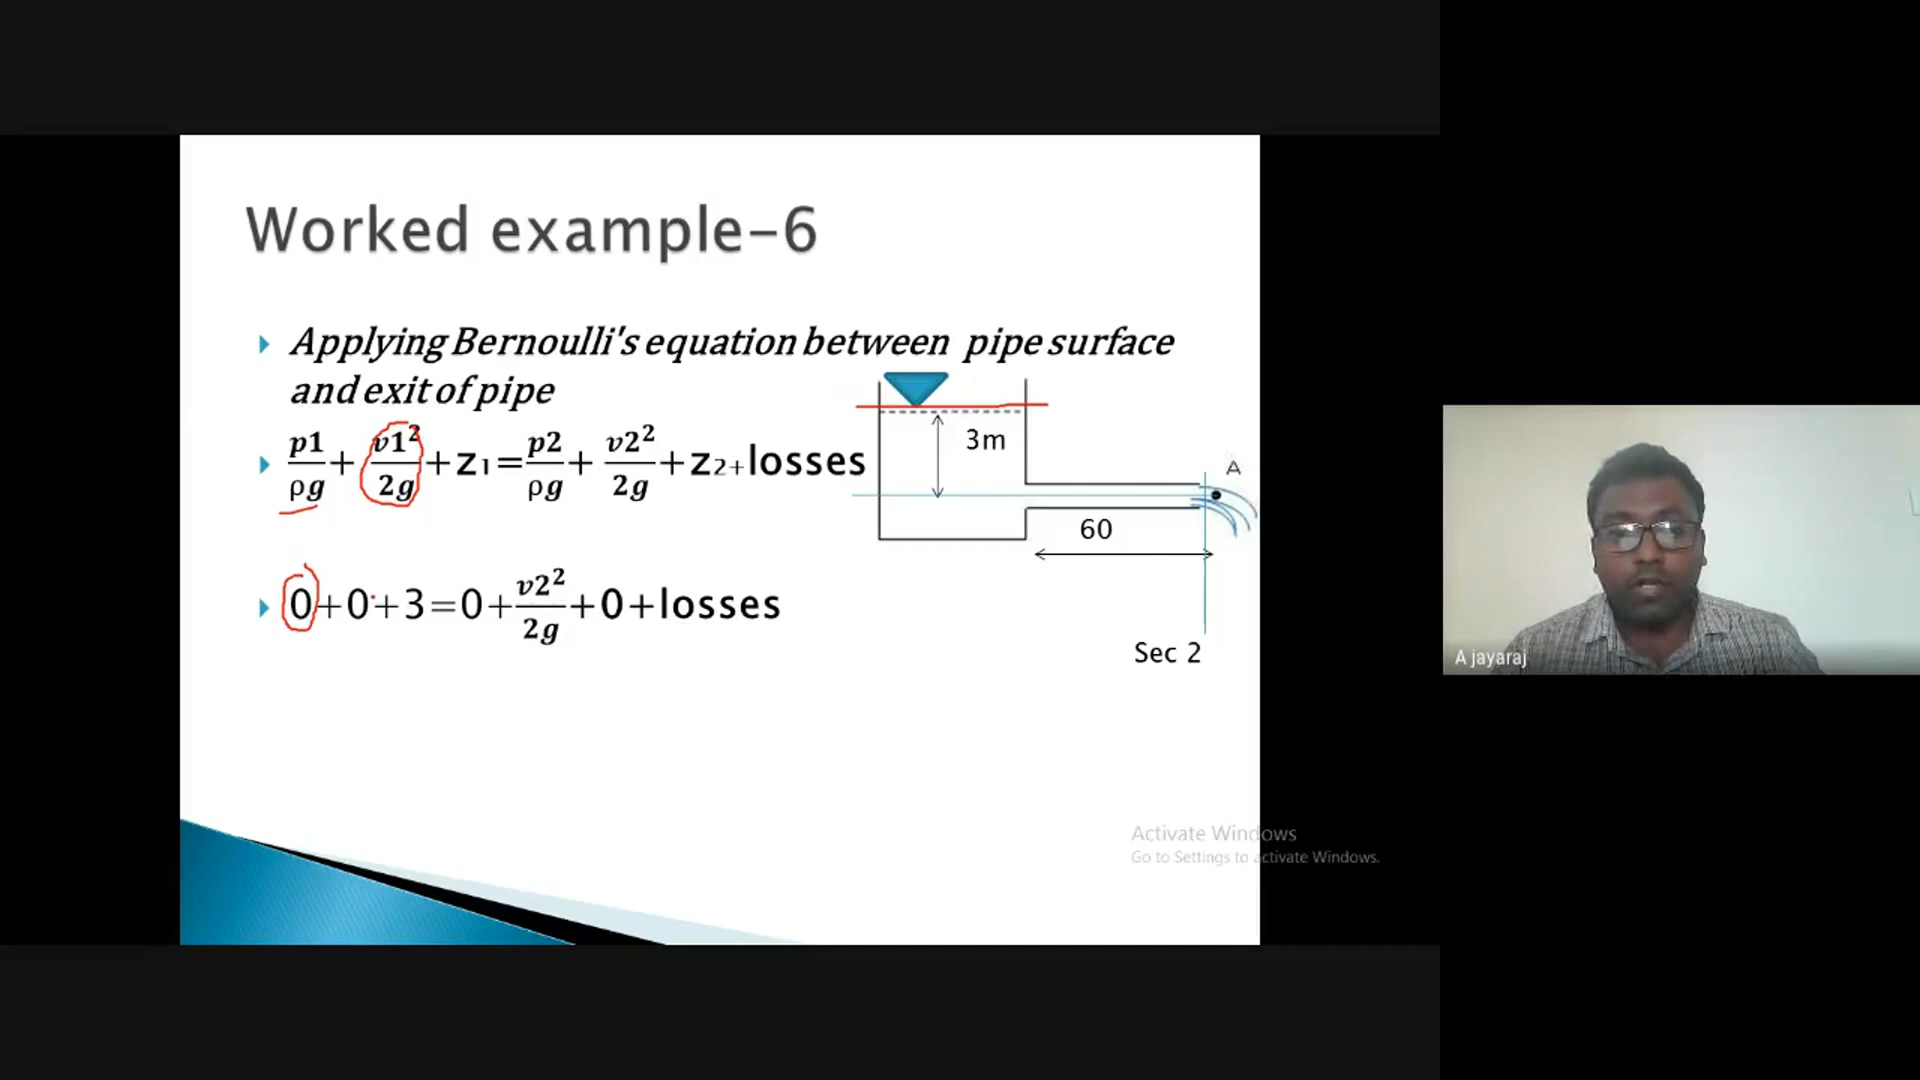 Worked example-6
Applying Bernoulli's equation between pipe surface
and exit of pipe
p1/ρg + v1²/2g + z₁ = p2/ρg + v2²/2g + z₂+losses
3m
A
60
0+0+3=0+ v2²/2g +0+losses
Sec 2
A jayaraj
Activate Windows
Go to Settings to activate Windows.